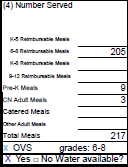 (4) Number Served
K-5 Reimbursable Meals
6-8 Reimbursable Meals 205
K-8 Reimbursable Meals
9-12 Reimbursable Meals
Pre-K Meals 9
CN Adult Meals 3
Catered Meals
Other Adult Meals
Total Meals 217
X OVS grades: 6-8
X Yes □ No Water available?